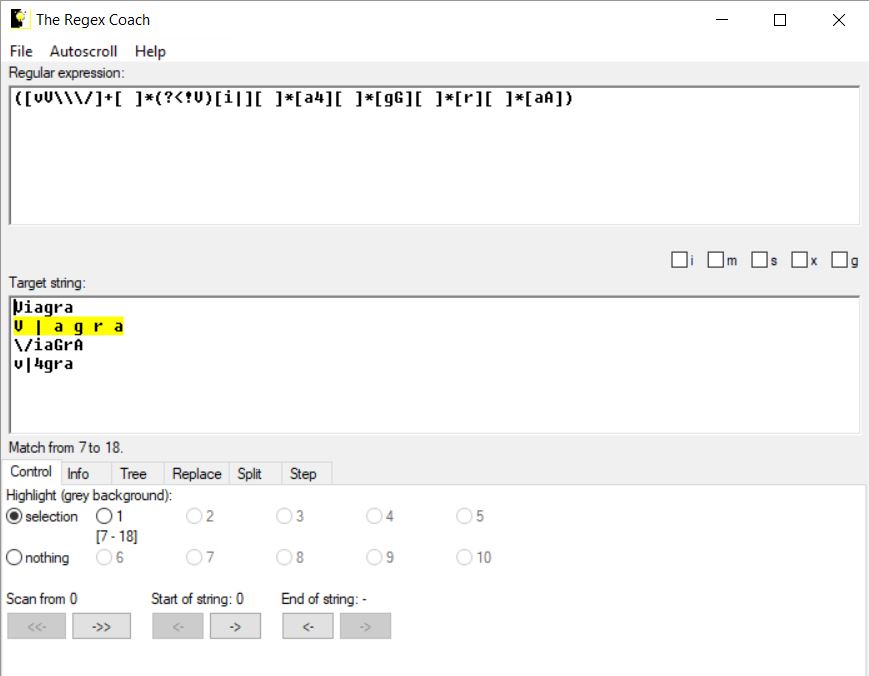 The Regex Coach
File Autoscroll Help
Regular expression:
([vV\\\/]+[ ]*(?<!V)[i|][ ]*[a4][ ]*[gG][ ]*[r][ ]*[aA])
i m s x g
Target string:
Viagra
V | a g r a
\/iaGrA
v|4gra
Match from 7 to 18.
Control Info Tree Replace Split Step
Highlight (grey background):
selection 1 2 3 4 5
[7 - 18]
nothing 6 7 8 9 10
Scan from 0 Start of string: 0 End of string: -
<<- ->> <- -> <- ->